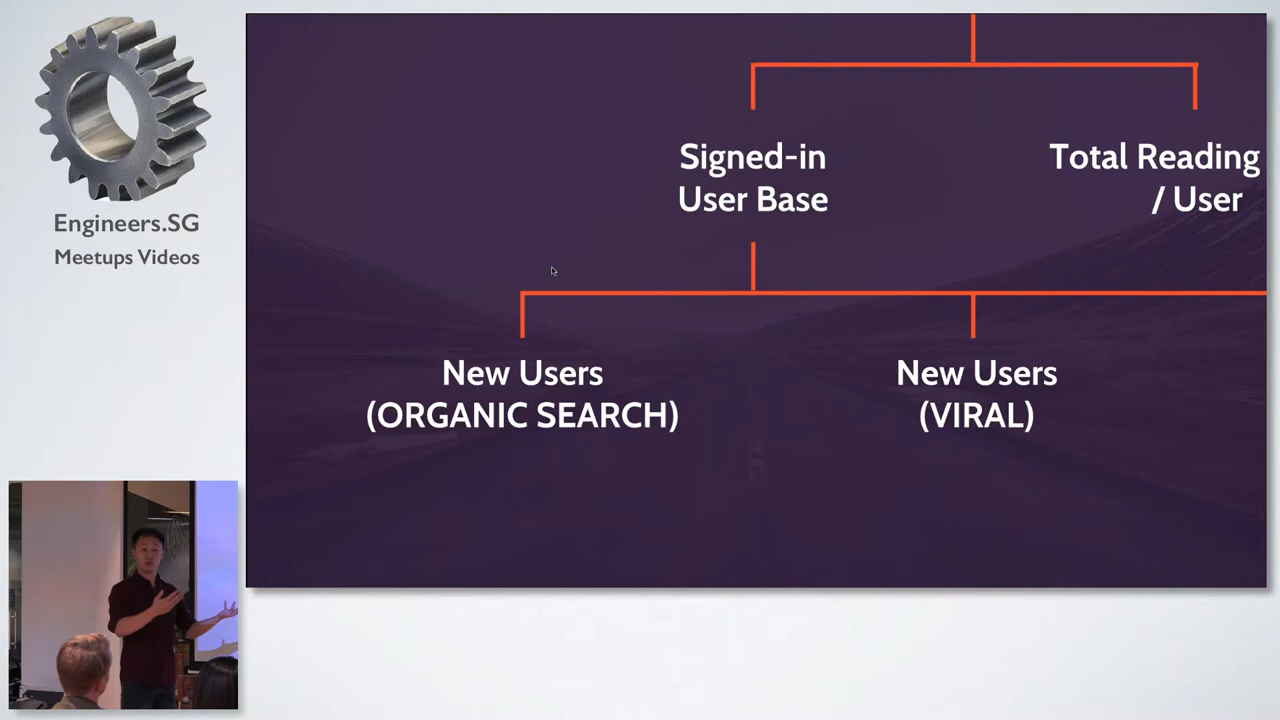 Engineers.SG
Meetups Videos
Signed-in
User Base
Total Reading
/ User
New Users
(ORGANIC SEARCH)
New Users
(VIRAL)